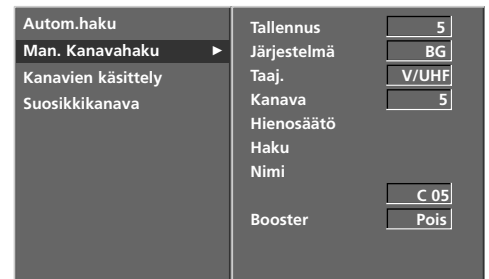 Autom.haku
Man. Kanavahaku ►
Kanavien käsittely
Suosikkikanava
Tallennus 5
Järjestelmä BG
Taaj. V/UHF
Kanava 5
Hienosäätö
Haku
Nimi
C 05
Booster Pois